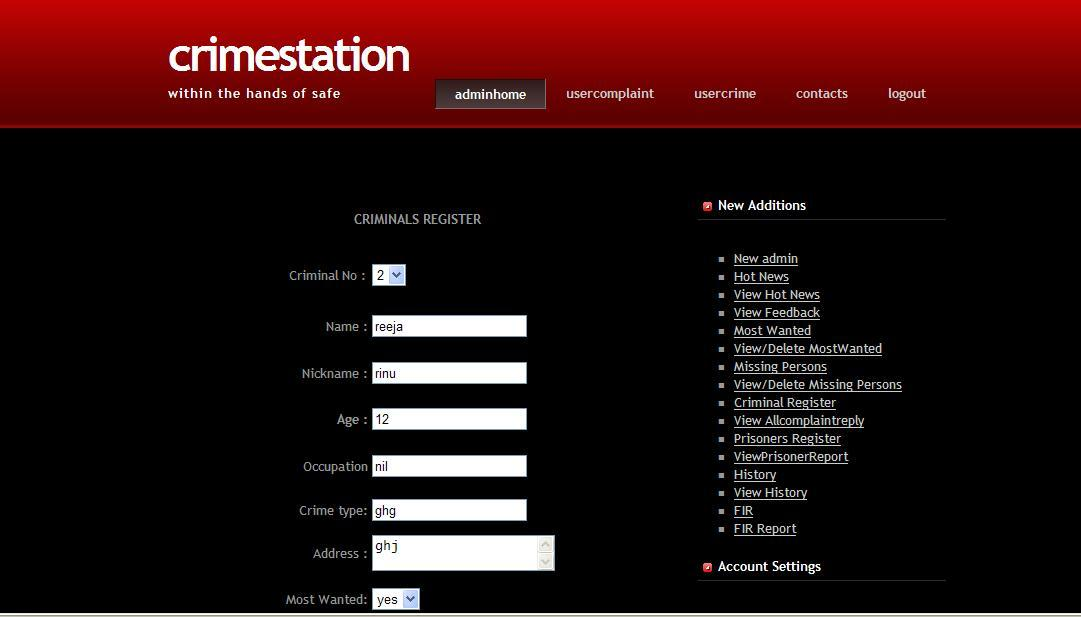 crimestation
within the hands of safe
adminhome usercomplaint usercrime contacts logout
CRIMINALS REGISTER
Criminal No : 2
Name : reeja
Nickname : rinu
Age : 12
Occupation nil
Crime type: ghg
Address : ghj
Most Wanted: yes
New Additions
New admin
Hot News
View Hot News
View Feedback
Most Wanted
View/Delete MostWanted
Missing Persons
View/Delete Missing Persons
Criminal Register
View Allcomplaintreply
Prisoners Register
ViewPrisonerReport
History
View History
FIR
FIR Report
Account Settings